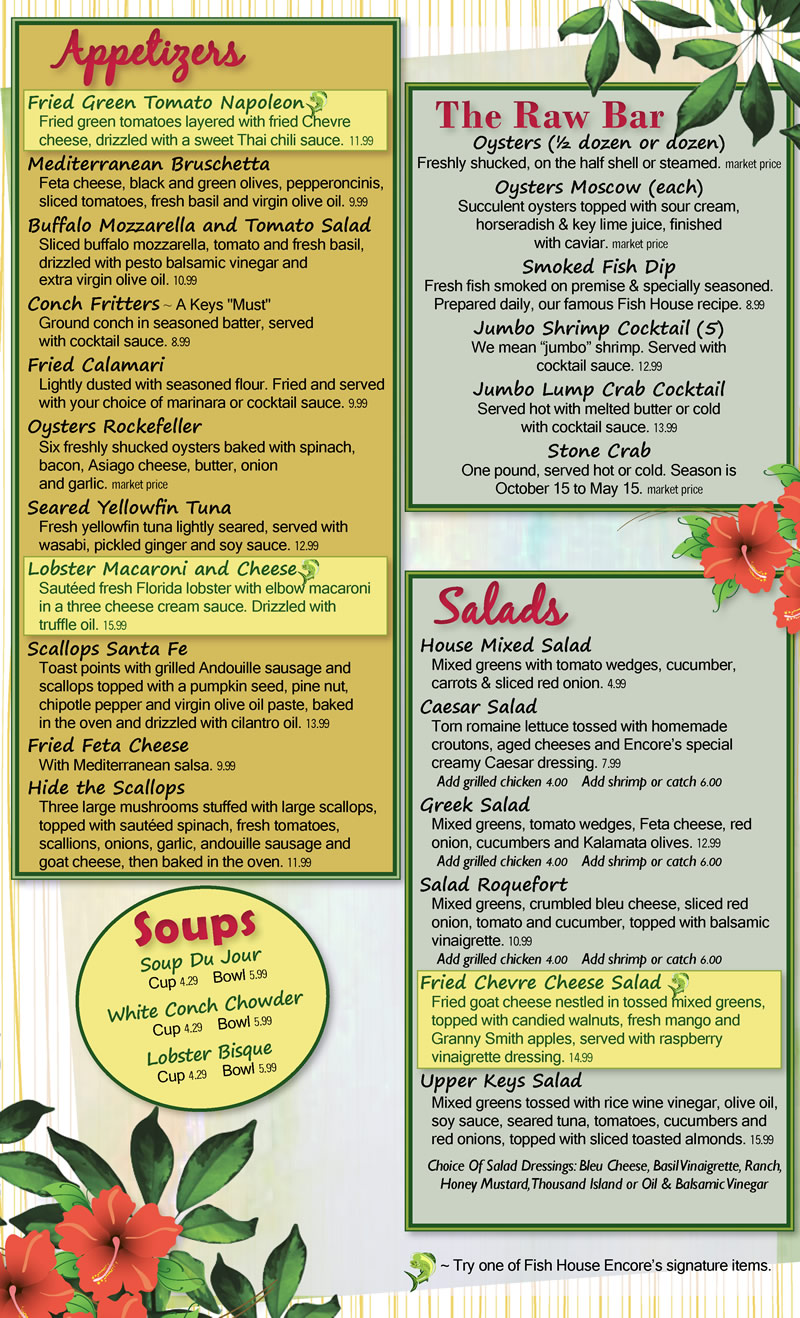 Appetizers
Fried Green Tomato Napoleon
Fried green tomatoes layered with fried Chevre
cheese, drizzled with a sweet Thai chili sauce. 11.99
Mediterranean Bruschetta
Feta cheese, black and green olives, pepperoncinis,
sliced tomatoes, fresh basil and virgin olive oil. 9.99
Buffalo Mozzarella and Tomato Salad
Sliced buffalo mozzarella, tomato and fresh basil,
drizzled with pesto balsamic vinegar and
extra virgin olive oil. 10.99
Conch Fritters ~ A Keys "Must"
Ground conch in seasoned batter, served
with cocktail sauce. 8.99
Fried Calamari
Lightly dusted with seasoned flour. Fried and served
with your choice of marinara or cocktail sauce. 9.99
Oysters Rockefeller
Six freshly shucked oysters baked with spinach,
bacon, Asiago cheese, butter, onion
and garlic. market price
Seared Yellowfin Tuna
Fresh yellowfin tuna lightly seared, served with
wasabi, pickled ginger and soy sauce. 12.99
Lobster Macaroni and Cheese
Sautéed fresh Florida lobster with elbow macaroni
in a three cheese cream sauce. Drizzled with
truffle oil. 15.99
Scallops Santa Fe
Toast points with grilled Andouille sausage and
scallops topped with a pumpkin seed, pine nut,
chipotle pepper and virgin olive oil paste, baked
in the oven and drizzled with cilantro oil. 13.99
Fried Feta Cheese
With Mediterranean salsa. 9.99
Hide the Scallops
Three large mushrooms stuffed with large scallops,
topped with sautéed spinach, fresh tomatoes,
scallions, onions, garlic, andouille sausage and
goat cheese, then baked in the oven. 11.99
Soups
Soup Du Jour
Cup 4.29 Bowl 5.99
White Conch Chowder
Cup 4.29 Bowl 5.99
Lobster Bisque
Cup 4.29 Bowl 5.99
The Raw Bar
Oysters (½ dozen or dozen)
Freshly shucked, on the half shell or steamed. market price
Oysters Moscow (each)
Succulent oysters topped with sour cream,
horseradish & key lime juice, finished
with caviar. market price
Smoked Fish Dip
Fresh fish smoked on premise & specially seasoned.
Prepared daily, our famous Fish House recipe. 8.99
Jumbo Shrimp Cocktail (5)
We mean “jumbo” shrimp. Served with
cocktail sauce. 12.99
Jumbo Lump Crab Cocktail
Served hot with melted butter or cold
with cocktail sauce. 13.99
Stone Crab
One pound, served hot or cold. Season is
October 15 to May 15. market price
Salads
House Mixed Salad
Mixed greens with tomato wedges, cucumber,
carrots & sliced red onion. 4.99
Caesar Salad
Torn romaine lettuce tossed with homemade
croutons, aged cheeses and Encore’s special
creamy Caesar dressing. 7.99
Add grilled chicken 4.00 Add shrimp or catch 6.00
Greek Salad
Mixed greens, tomato wedges, Feta cheese, red
onion, cucumbers and Kalamata olives. 12.99
Add grilled chicken 4.00 Add shrimp or catch 6.00
Salad Roquefort
Mixed greens, crumbled bleu cheese, sliced red
onion, tomato and cucumber, topped with balsamic
vinaigrette. 10.99
Add grilled chicken 4.00 Add shrimp or catch 6.00
Fried Chevre Cheese Salad
Fried goat cheese nestled in tossed mixed greens,
topped with candied walnuts, fresh mango and
Granny Smith apples, served with raspberry
vinaigrette dressing. 14.99
Upper Keys Salad
Mixed greens tossed with rice wine vinegar, olive oil,
soy sauce, seared tuna, tomatoes, cucumbers and
red onions, topped with sliced toasted almonds. 15.99
Choice Of Salad Dressings: Bleu Cheese, Basil Vinaigrette, Ranch,
Honey Mustard, Thousand Island or Oil & Balsamic Vinegar
~ Try one of Fish House Encore’s signature items.